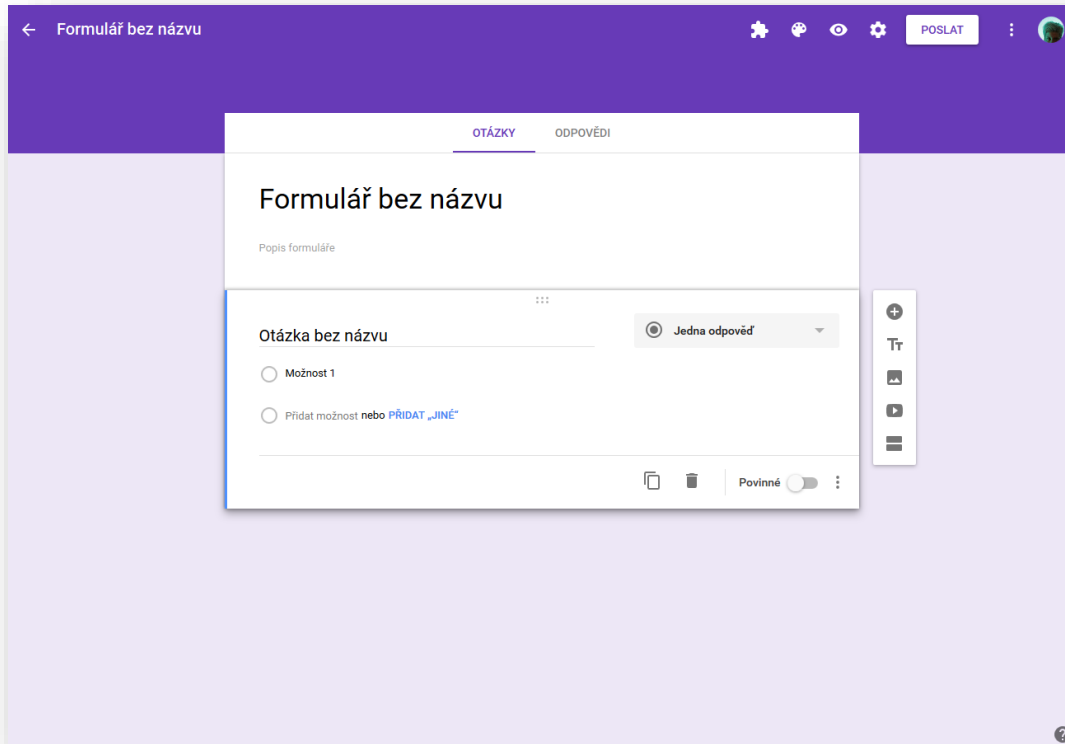 Formulář bez názvu
POSLAT
OTÁZKY ODPOVĚDI
Formulář bez názvu
Popis formuláře
Otázka bez názvu
Jedna odpověď
Možnost 1
Přidat možnost nebo PŘIDAT „JINÉ“
Povinné